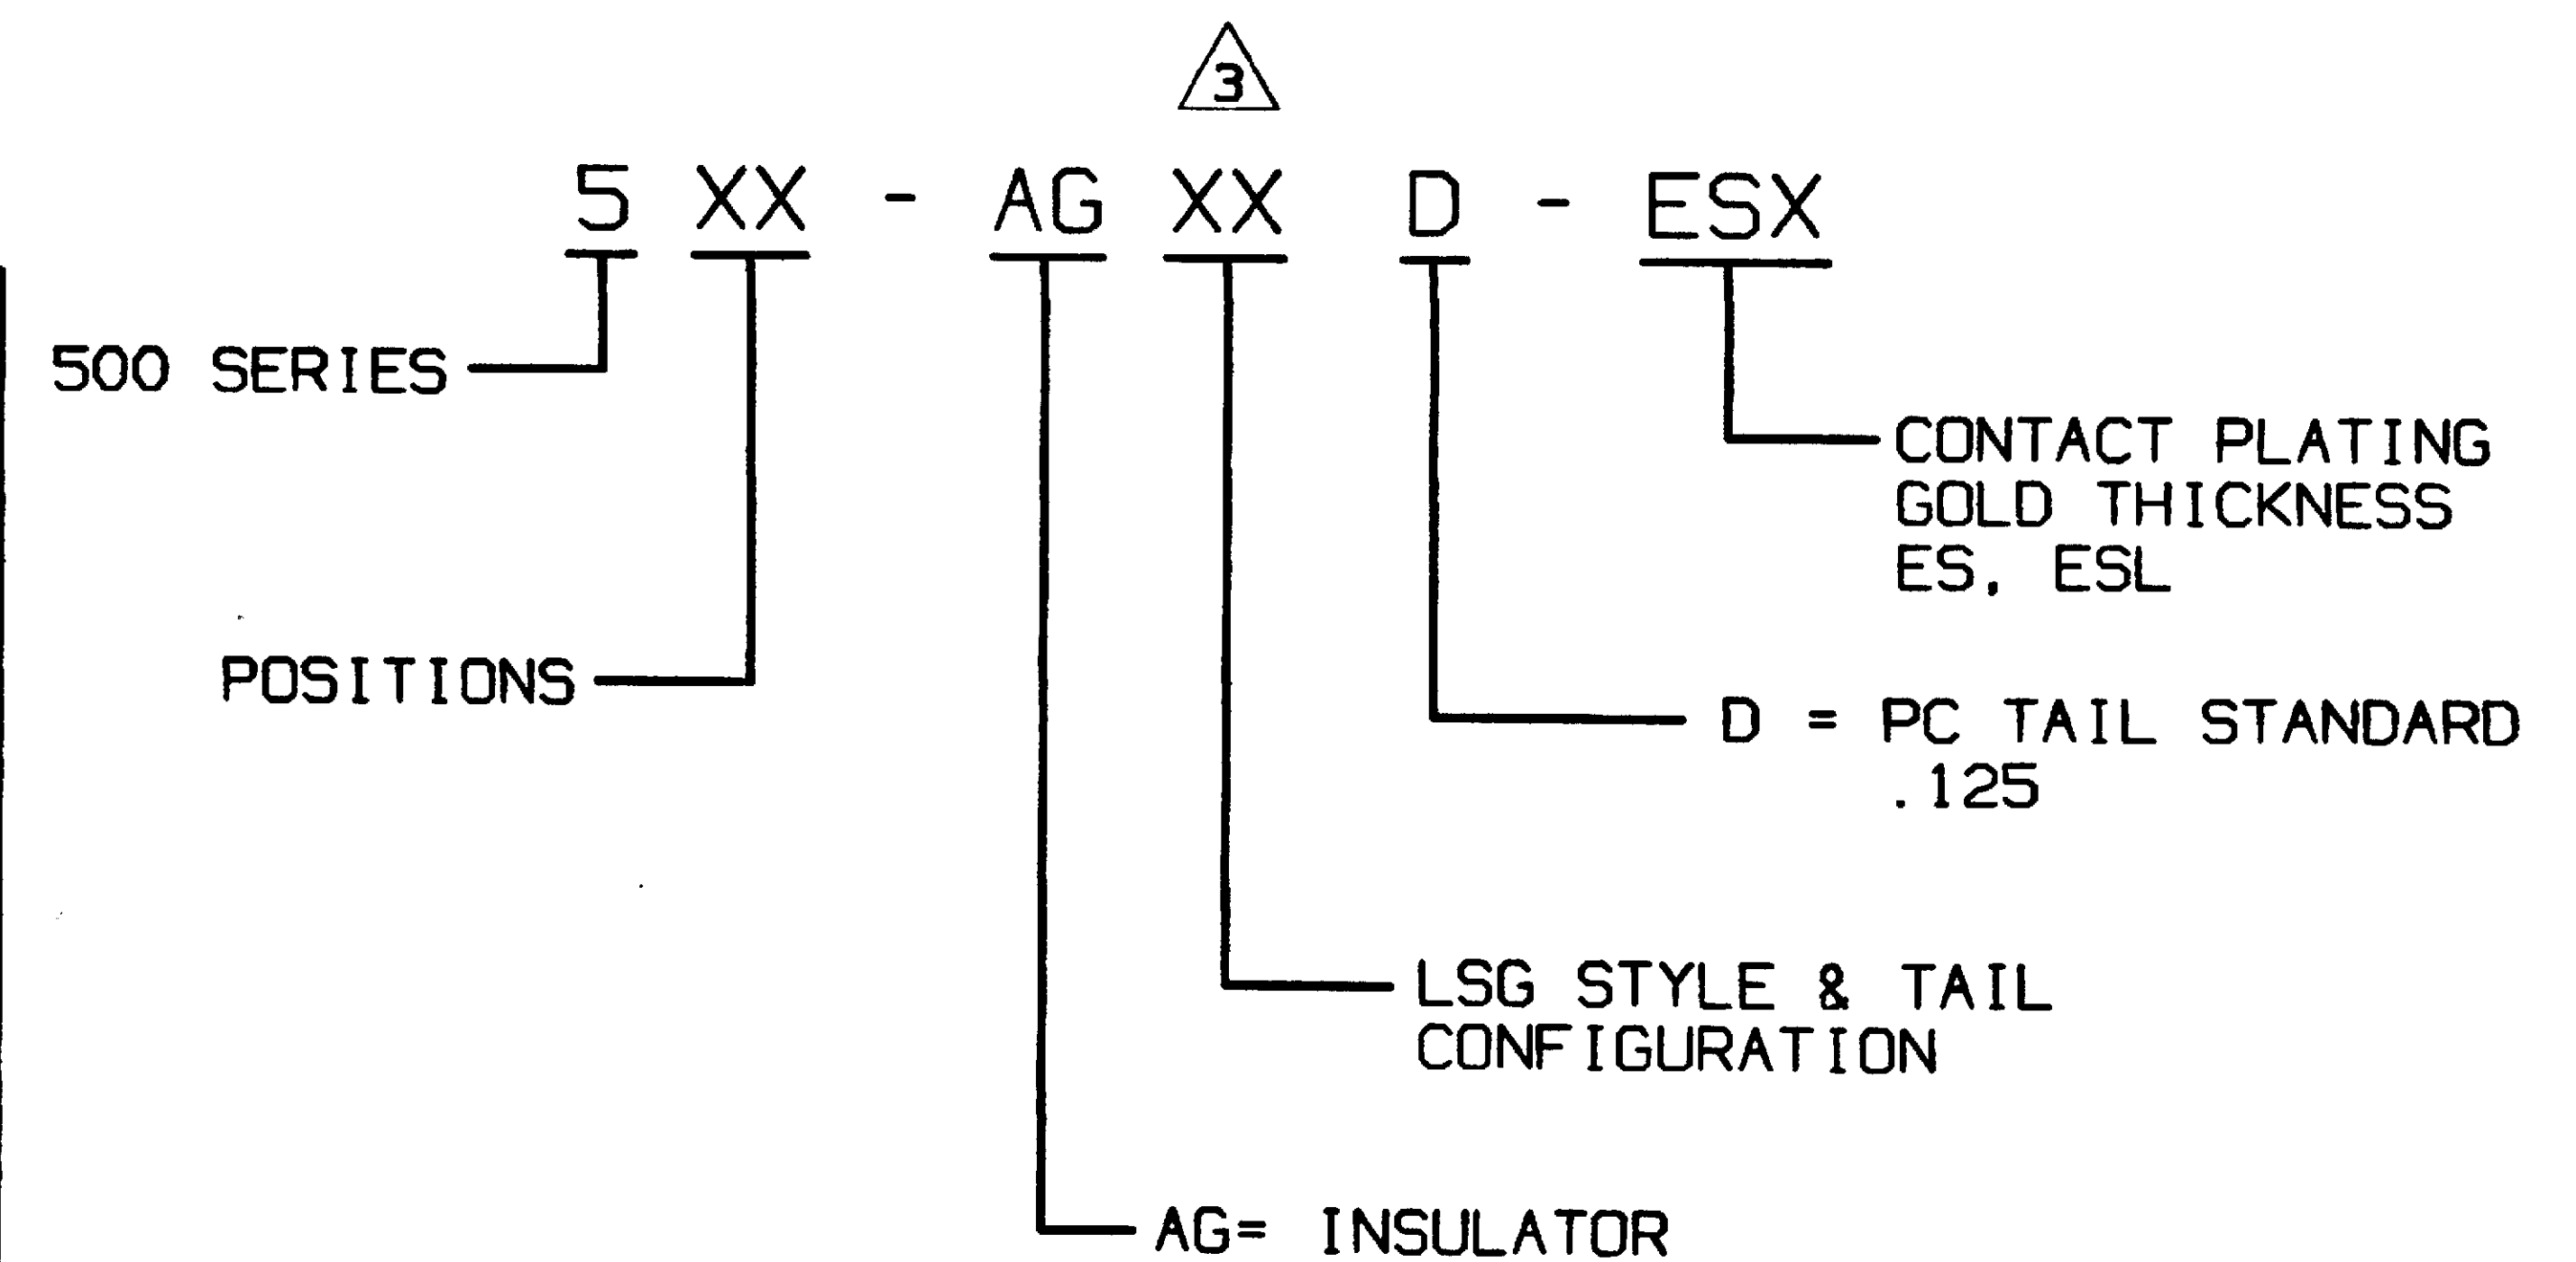 3
5 XX - AG XX D - ESX
500 SERIES
CONTACT PLATING
GOLD THICKNESS
ES, ESL
POSITIONS
D = PC TAIL STANDARD
.125
LSG STYLE & TAIL
CONFIGURATION
AG= INSULATOR